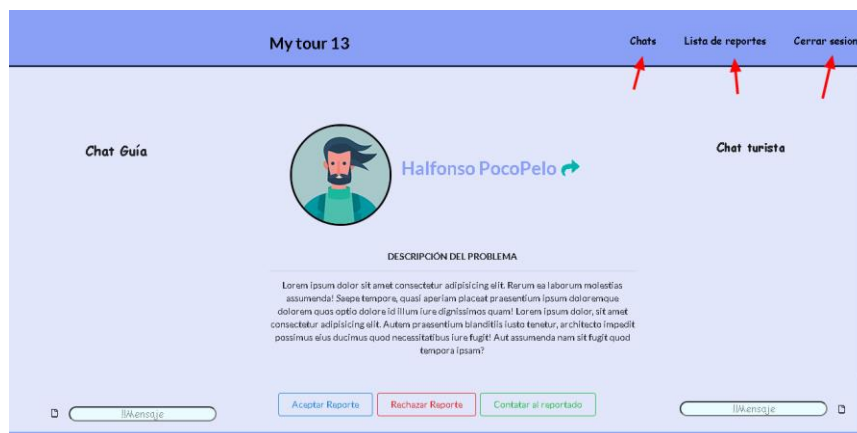 My tour 13
Chats
Lista de reportes
Cerrar sesion
Chat Guía
Halfonso PocoPelo
Chat turista
DESCRIPCIÓN DEL PROBLEMA
Lorem ipsum dolor sit amet consectetur adipisicing elit. Rerum ea laborum molestias
assumenda! Saepe tempore, quasi aperiam placeat praesentium ipsum doloremque
dolorem quos optio dolore id illum iure dignissimos quam! Lorem ipsum dolor, sit amet
consectetur adipisicing elit. Autem praesentium blanditiis iusto tenetur, architecto impedit
possimus eius ducimus quod necessitatibus iure fugit! Aut assumenda nam sit fugit quod
tempora ipsam?
Mensaje
Aceptar Reporte
Rechazar Reporte
Contatar al reportado
Mensaje